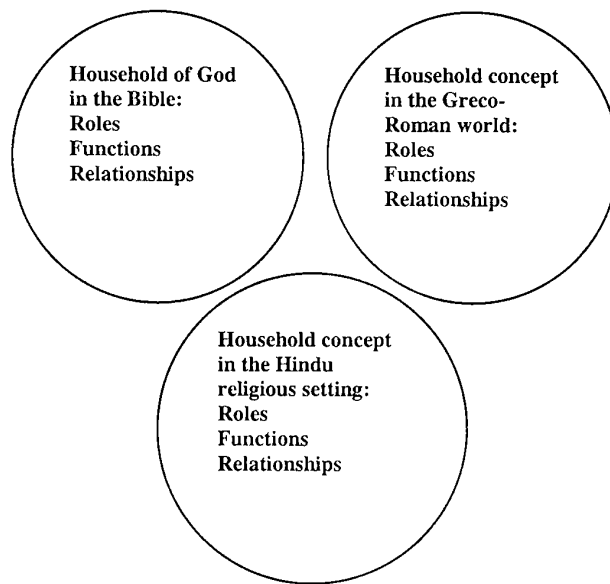 Household of God
in the Bible:
Roles
Functions
Relationships
Household concept
in the Greco-
Roman world:
Roles
Functions
Relationships
Household concept
in the Hindu
religious setting:
Roles
Functions
Relationships